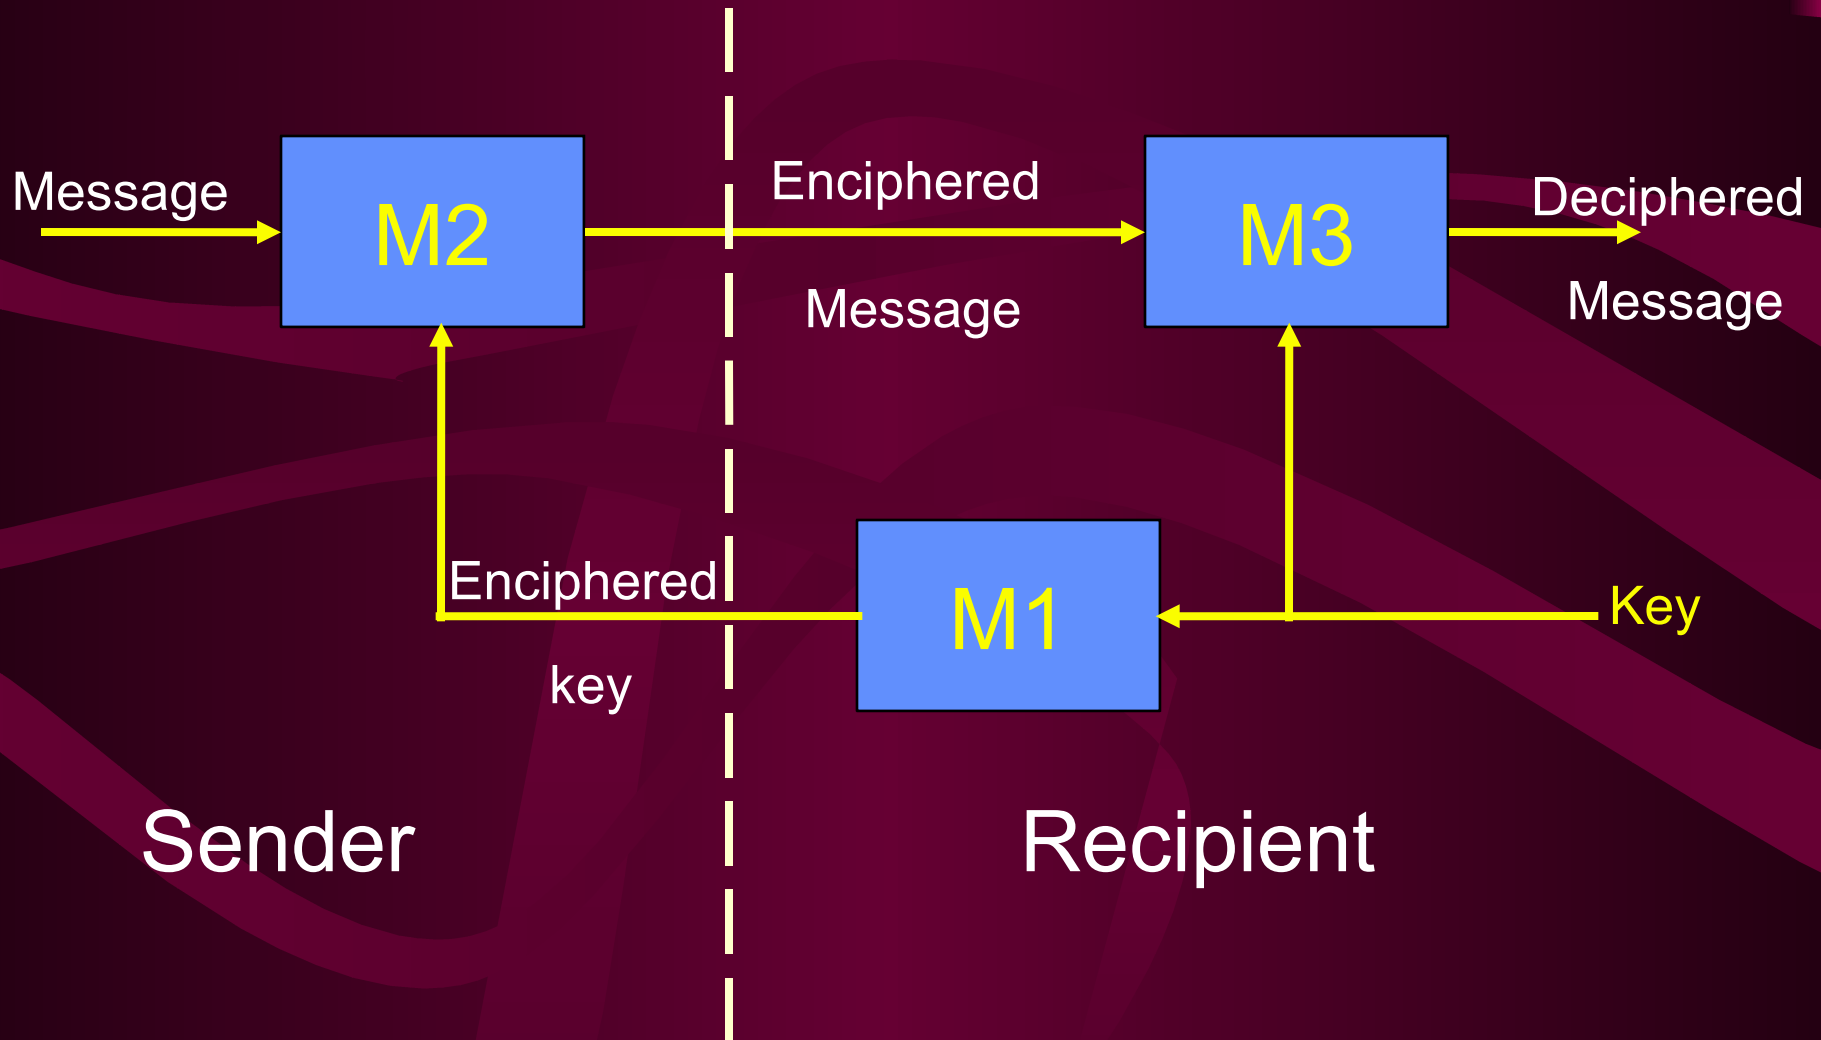 Message
M2
Enciphered
Message
M3
Deciphered
Message
Enciphered
key
M1
Key
Sender
Recipient